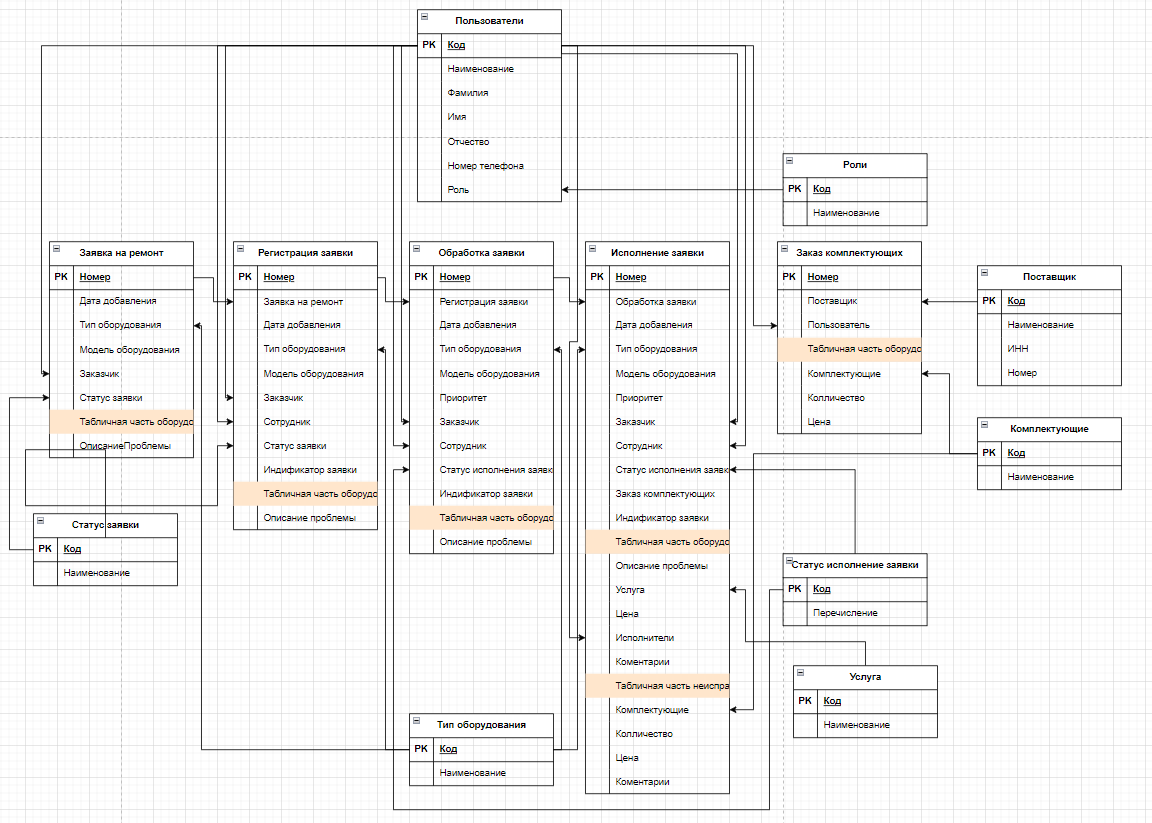 Пользователи
PK Код
Наименование
Фамилия
Имя
Отчество
Номер телефона
Роль
Роли
PK Код
Наименование
Заявка на ремонт
PK Номер
Дата добавления
Тип оборудования
Модель оборудования
Заказчик
Статус заявки
Табличная часть оборудо
ОписаниеПроблемы
Регистрация заявки
PK Номер
Заявка на ремонт
Дата добавления
Тип оборудования
Модель оборудования
Заказчик
Сотрудник
Статус заявки
Индификатор заявки
Табличная часть оборудо
Описание проблемы
Обработка заявки
PK Номер
Регистрация заявки
Дата добавления
Тип оборудования
Модель оборудования
Приоритет
Заказчик
Сотрудник
Статус исполнения заявки
Индификатор заявки
Табличная часть оборудо
Описание проблемы
Исполнение заявки
PK Номер
Обработка заявки
Дата добавления
Тип оборудования
Модель оборудования
Приоритет
Заказчик
Сотрудник
Статус исполнения заявки
Заказ комплектующих
Индификатор заявки
Табличная часть оборудо
Описание проблемы
Услуга
Цена
Исполнители
Коментарии
Табличная часть неиспра
Комплектующие
Колличество
Цена
Коментарии
Заказ комплектующих
PK Номер
Поставщик
Пользователь
Табличная часть оборудо
Комплектующие
Колличество
Цена
Поставщик
PK Код
Наименование
ИНН
Номер
Комплектующие
PK Код
Наименование
Статус заявки
PK Код
Наименование
Статус исполнение заявки
PK Код
Перечисление
Услуга
PK Код
Наименование
Тип оборудования
PK Код
Наименование